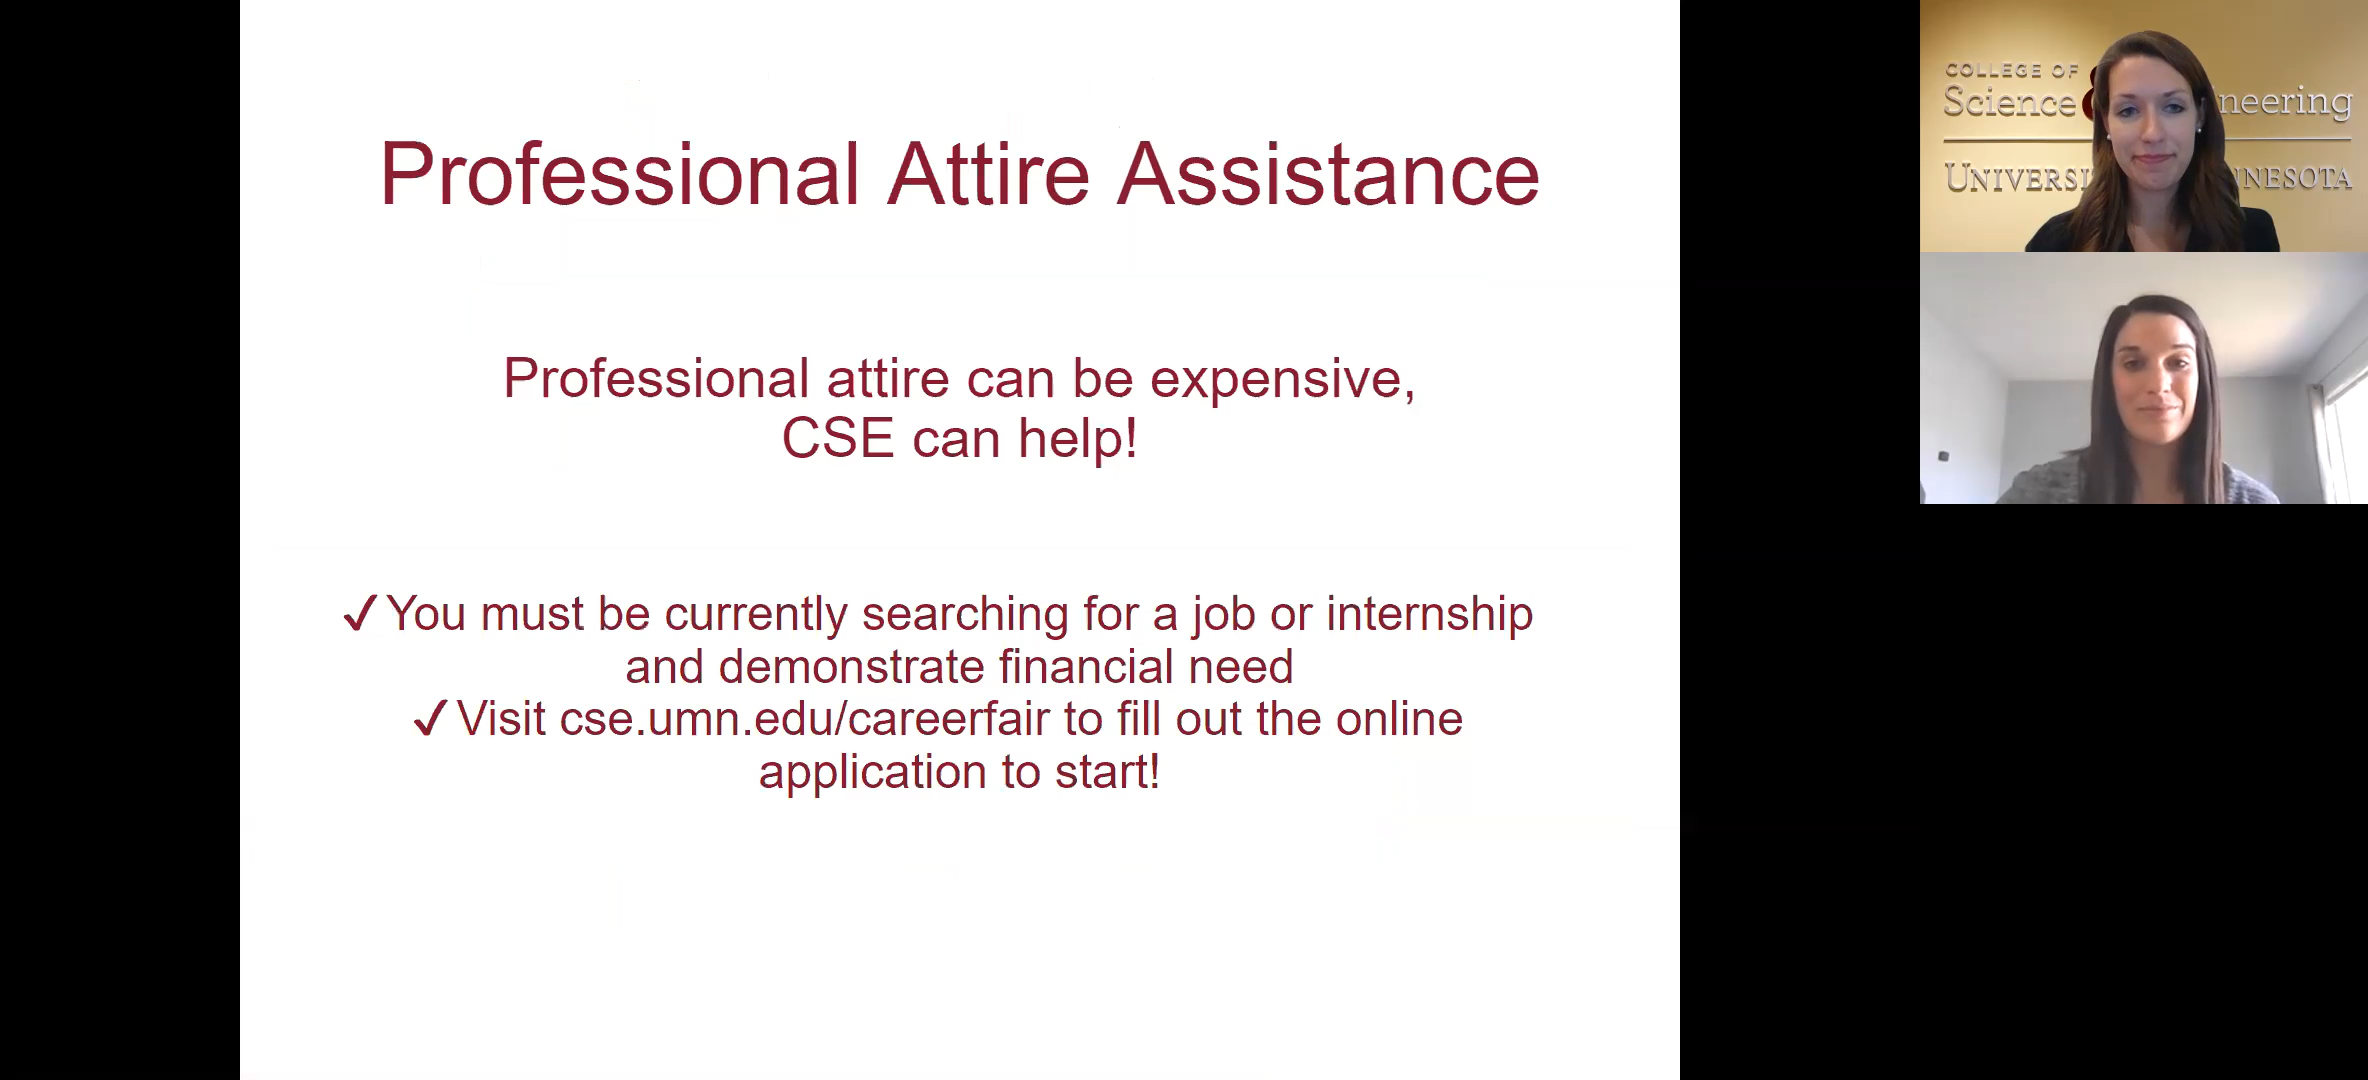 Professional Attire Assistance
Professional attire can be expensive,
CSE can help!
✓You must be currently searching for a job or internship
and demonstrate financial need
✓Visit cse.umn.edu/careerfair to fill out the online
application to start!
COLLEGE OF
Science neering
UNIVERSI NNESOTA